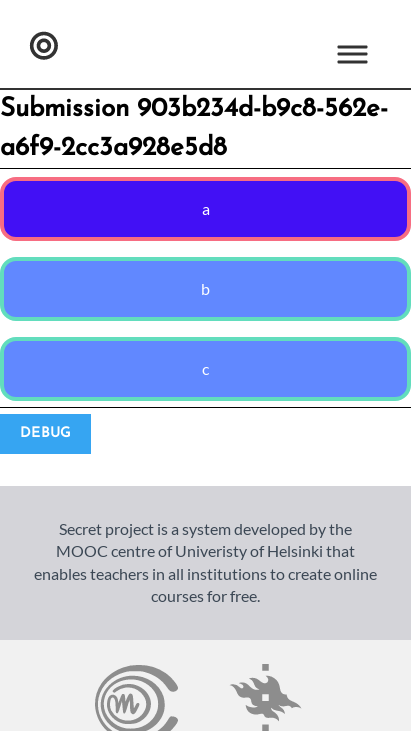 Submission 903b234d-b9c8-562e-
a6f9-2cc3a928e5d8
a
b
c
DEBUG
Secret project is a system developed by the
MOOC centre of Univeristy of Helsinki that
enables teachers in all institutions to create online
courses for free.